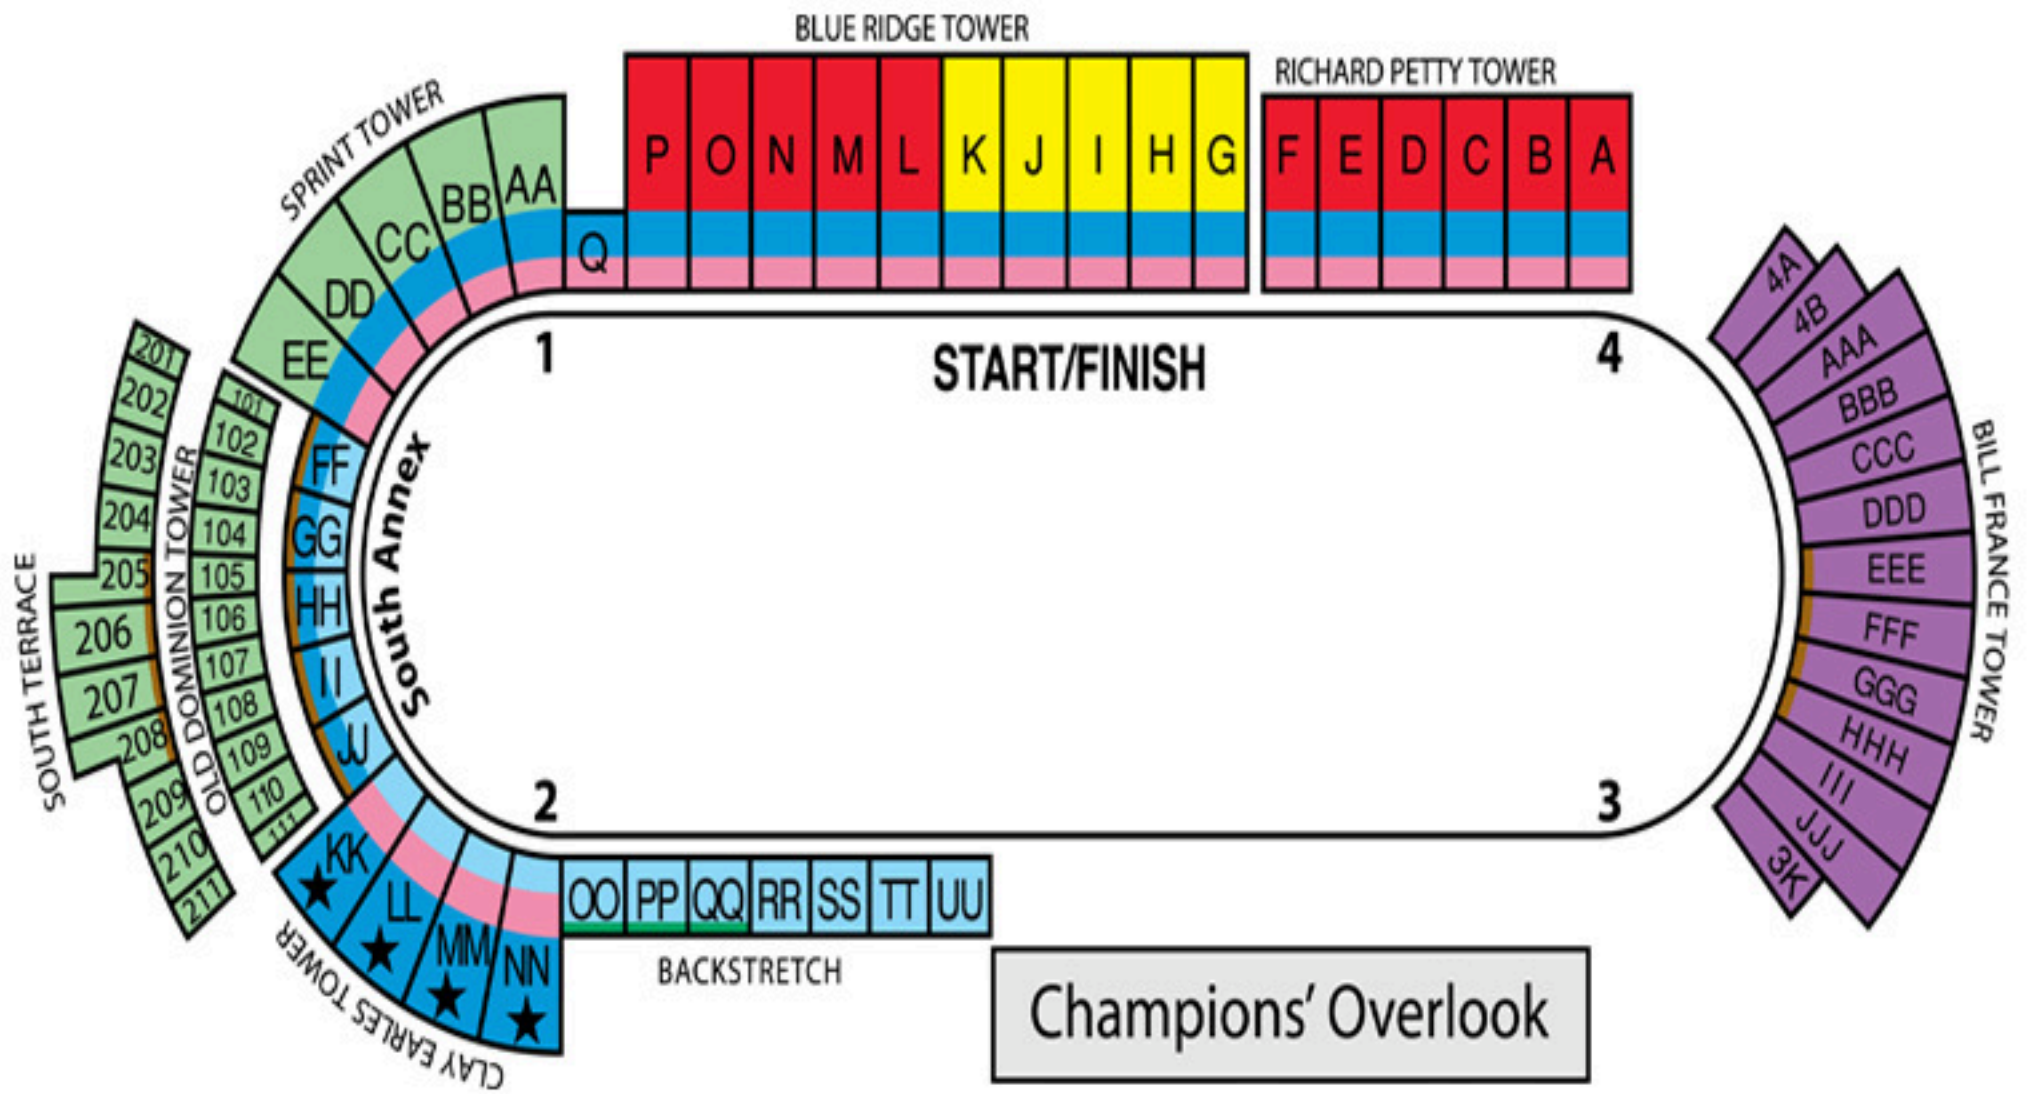 BLUE RIDGE TOWER
RICHARD PETTY TOWER
SPRINT TOWER
P O N M L K J I H G F E D C B A
Q
AA
BB
CC
DD
EE
START/FINISH
1
4
2
3
South Annex
FF
GG
HH
II
JJ
KK
LL
MM
NN
OO PP QQ RR SS TT UU
BACKSTRETCH
CLAY EARLES TOWER
Champions' Overlook
OLD DOMINION TOWER
101
102
103
104
105
106
107
108
109
110
111
SOUTH TERRACE
201
202
203
204
205
206
207
208
209
210
211
4A
4B
AAA
BBB
CCC
DDD
EEE
FFF
GGG
HHH
III
JJJ
3K
BILL FRANCE TOWER